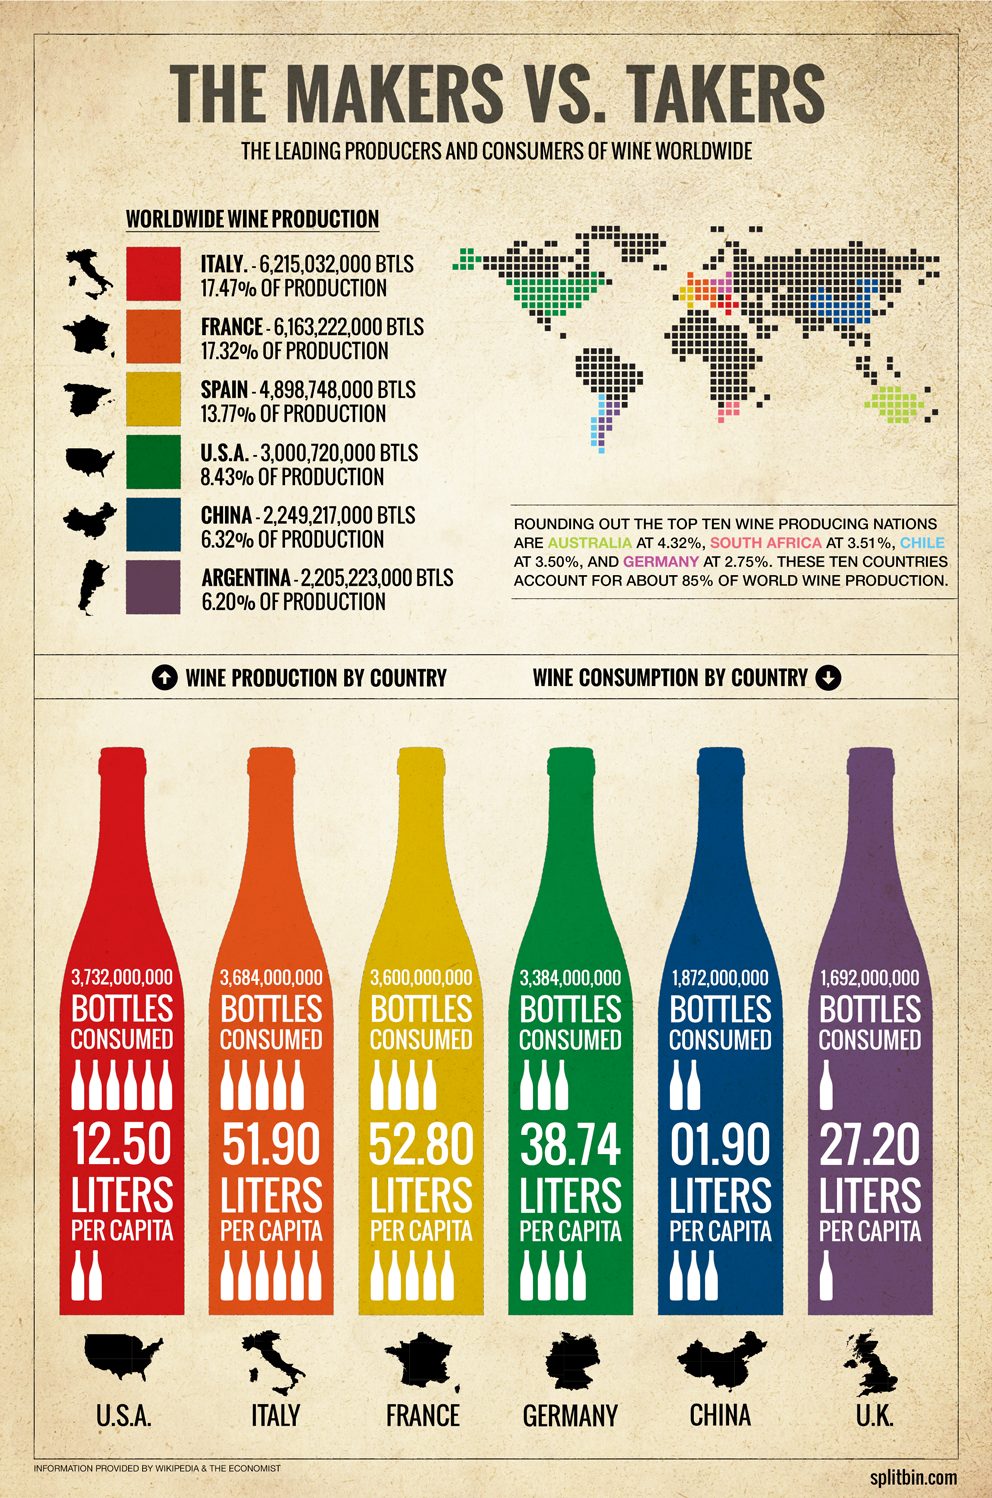 THE MAKERS VS. TAKERS
THE LEADING PRODUCERS AND CONSUMERS OF WINE WORLDWIDE
WORLDWIDE WINE PRODUCTION
ITALY. - 6,215,032,000 BTLS
17.47% OF PRODUCTION
FRANCE - 6,163,222,000 BTLS
17.32% OF PRODUCTION
SPAIN - 4,898,748,000 BTLS
13.77% OF PRODUCTION
U.S.A. - 3,000,720,000 BTLS
8.43% OF PRODUCTION
CHINA - 2,249,217,000 BTLS
6.32% OF PRODUCTION
ARGENTINA - 2,205,223,000 BTLS
6.20% OF PRODUCTION
ROUNDING OUT THE TOP TEN WINE PRODUCING NATIONS
ARE AUSTRALIA AT 4.32%, SOUTH AFRICA AT 3.51%, CHILE
AT 3.50%, AND GERMANY AT 2.75%. THESE TEN COUNTRIES
ACCOUNT FOR ABOUT 85% OF WORLD WINE PRODUCTION.
WINE PRODUCTION BY COUNTRY
WINE CONSUMPTION BY COUNTRY
3,732,000,000
BOTTLES
CONSUMED
12.50
LITERS
PER CAPITA
U.S.A.
3,684,000,000
BOTTLES
CONSUMED
51.90
LITERS
PER CAPITA
ITALY
3,600,000,000
BOTTLES
CONSUMED
52.80
LITERS
PER CAPITA
FRANCE
3,384,000,000
BOTTLES
CONSUMED
38.74
LITERS
PER CAPITA
GERMANY
1,872,000,000
BOTTLES
CONSUMED
01.90
LITERS
PER CAPITA
CHINA
1,692,000,000
BOTTLES
CONSUMED
27.20
LITERS
PER CAPITA
U.K.
INFORMATION PROVIDED BY WIKIPEDIA & THE ECONOMIST
splitbin.com